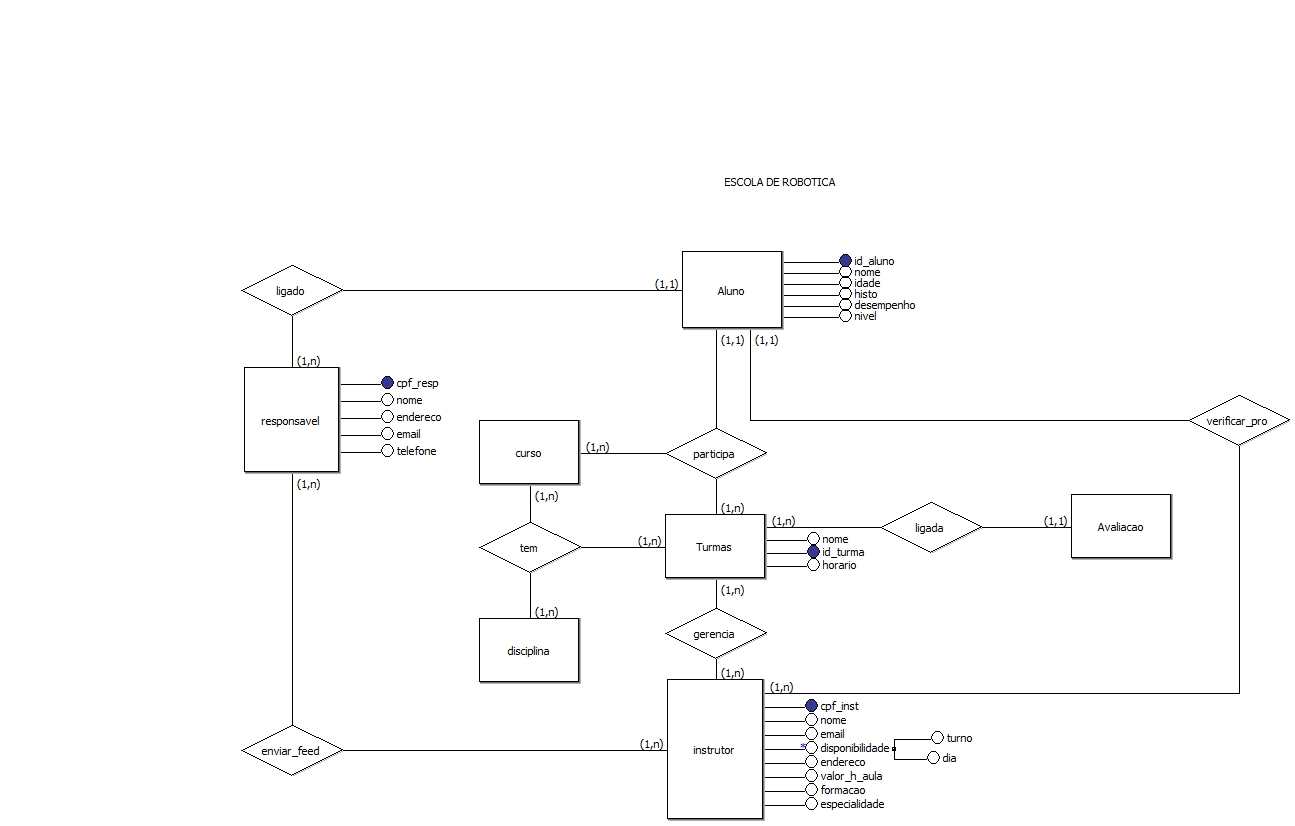 ESCOLA DE ROBOTICA
ligado
(1,1)
Aluno
id_aluno
nome
idade
histo
desempenho
nivel
(1,1)
(1,1)
(1,n)
responsavel
cpf_resp
nome
endereco
email
telefone
(1,n)
curso
(1,n)
participa
verificar_pro
(1,n)
(1,n)
tem
(1,n)
Turmas
(1,n)
ligada
(1,1)
Avaliacao
nome
id_turma
horario
(1,n)
(1,n)
disciplina
gerencia
(1,n)
(1,n)
enviar_feed
(1,n)
instrutor
cpf_inst
nome
email
*
disponibilidade
turno
dia
endereco
valor_h_aula
formacao
especialidade